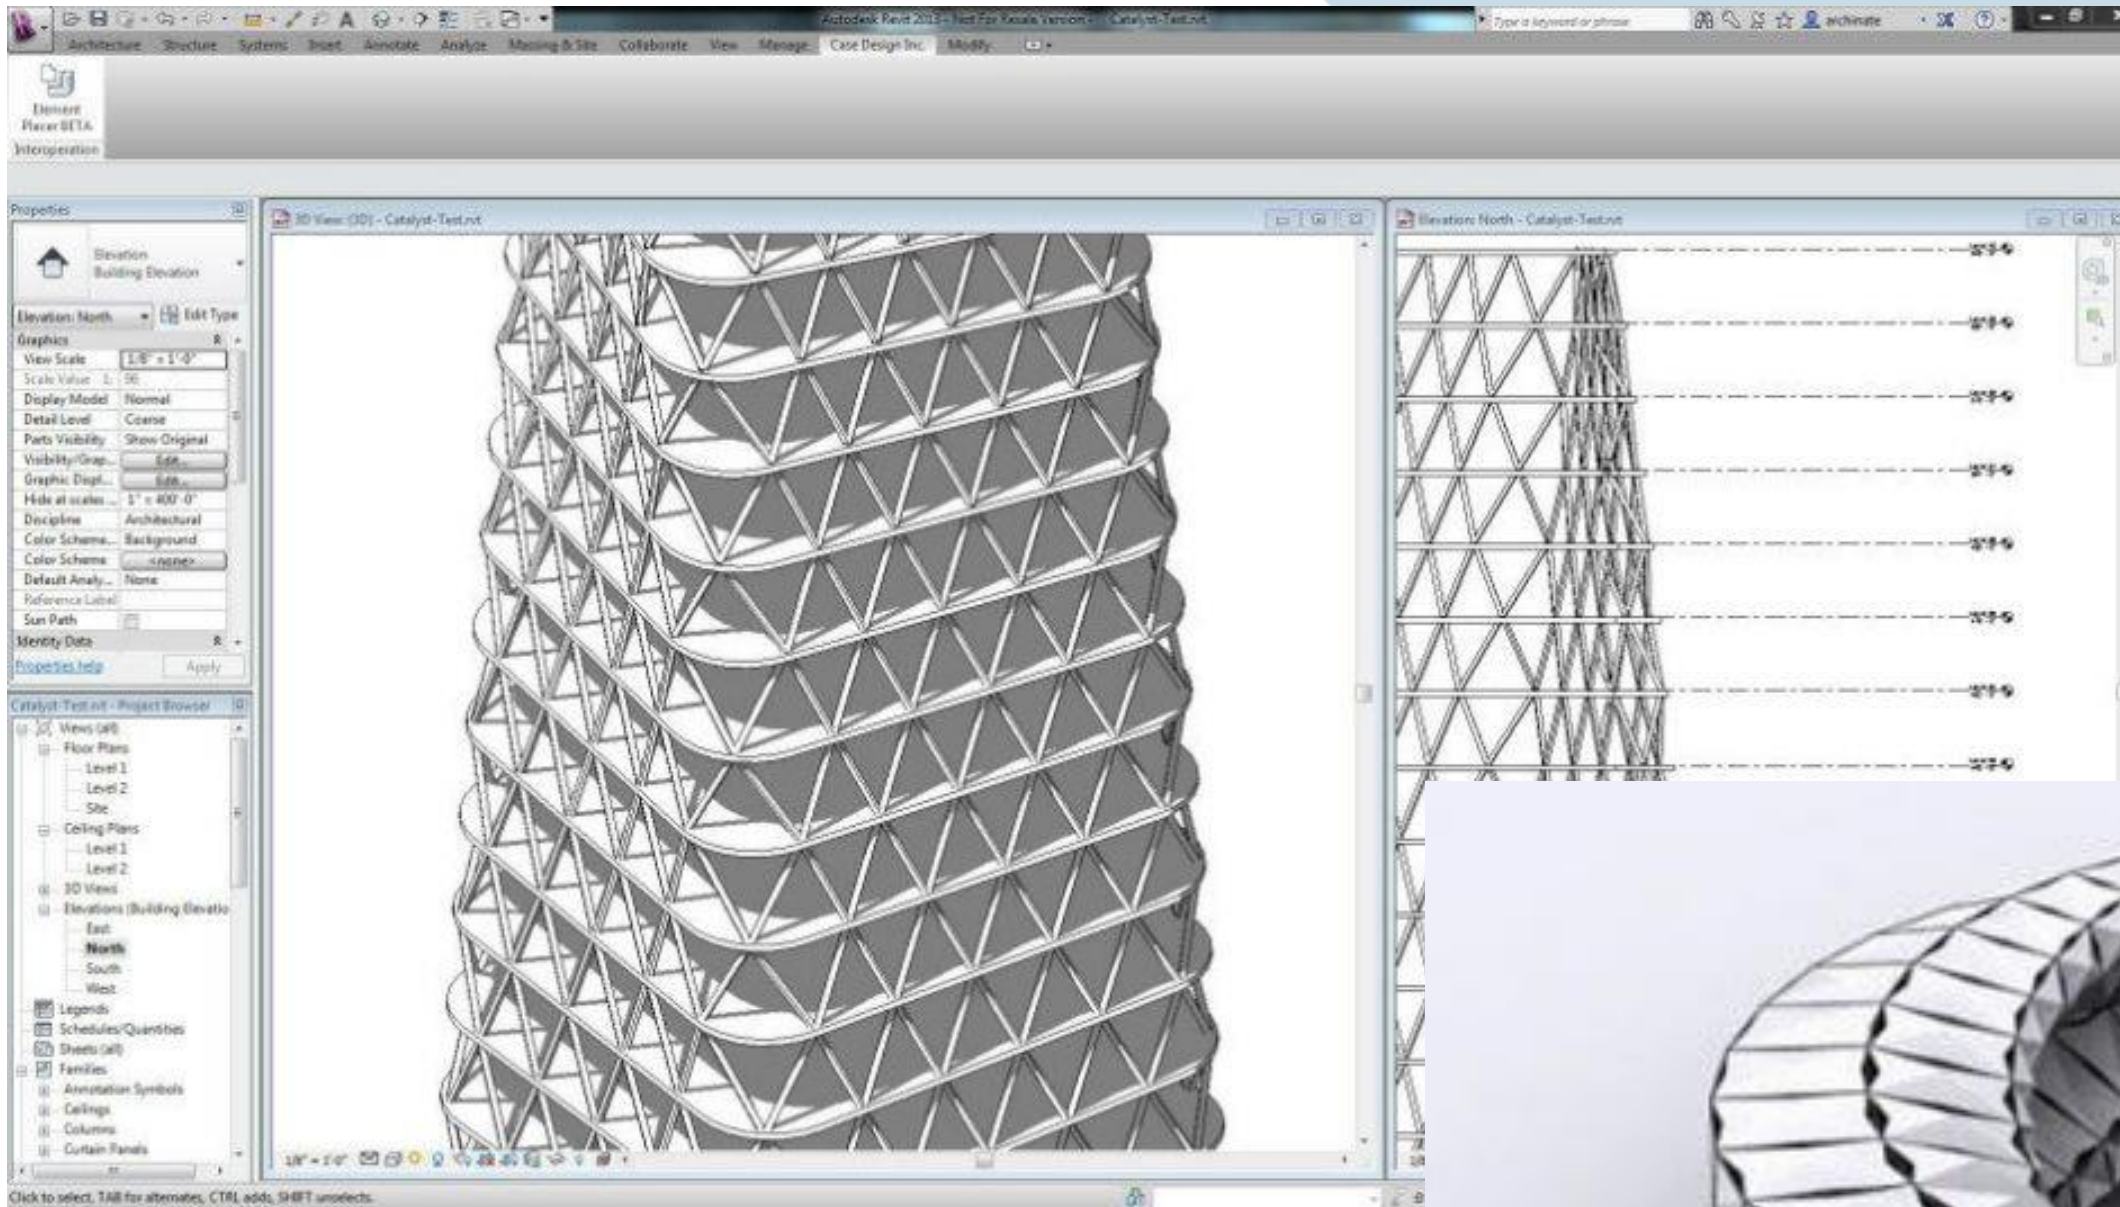 Autodesk Revit 2013 - Not For Resale Version - Catalyst-Test.rvt
Type a keyword or phrase
archinate
Architecture Structure Systems Insert Annotate Analyze Massing & Site Collaborate View Manage Case Design Inc. Modify
Element
Placer BETA
Interoperation
Properties
Elevation
Building Elevation
Elevation: North
Edit Type
Graphics
View Scale 1/8" = 1'-0"
Scale Value 1: 96
Display Model Normal
Detail Level Coarse
Parts Visibility Show Original
Visibility/Grap... Edit...
Graphic Displ... Edit...
Hide at scales ... 1" = 400'-0"
Discipline Architectural
Color Scheme... Background
Color Scheme <none>
Default Analy... None
Reference Label
Sun Path
Identity Data
Properties help
Apply
Catalyst-Test.rvt - Project Browser
Views (all)
Floor Plans
Level 1
Level 2
Site
Ceiling Plans
Level 1
Level 2
3D Views
Elevations (Building Elevatio
East
North
South
West
Legends
Schedules/Quantities
Sheets (all)
Families
Annotation Symbols
Ceilings
Columns
Curtain Panels
3D View: {3D} - Catalyst-Test.rvt
1/8" = 1'-0"
Elevation: North - Catalyst-Test.rvt
Click to select, TAB for alternates, CTRL adds, SHIFT unselects.